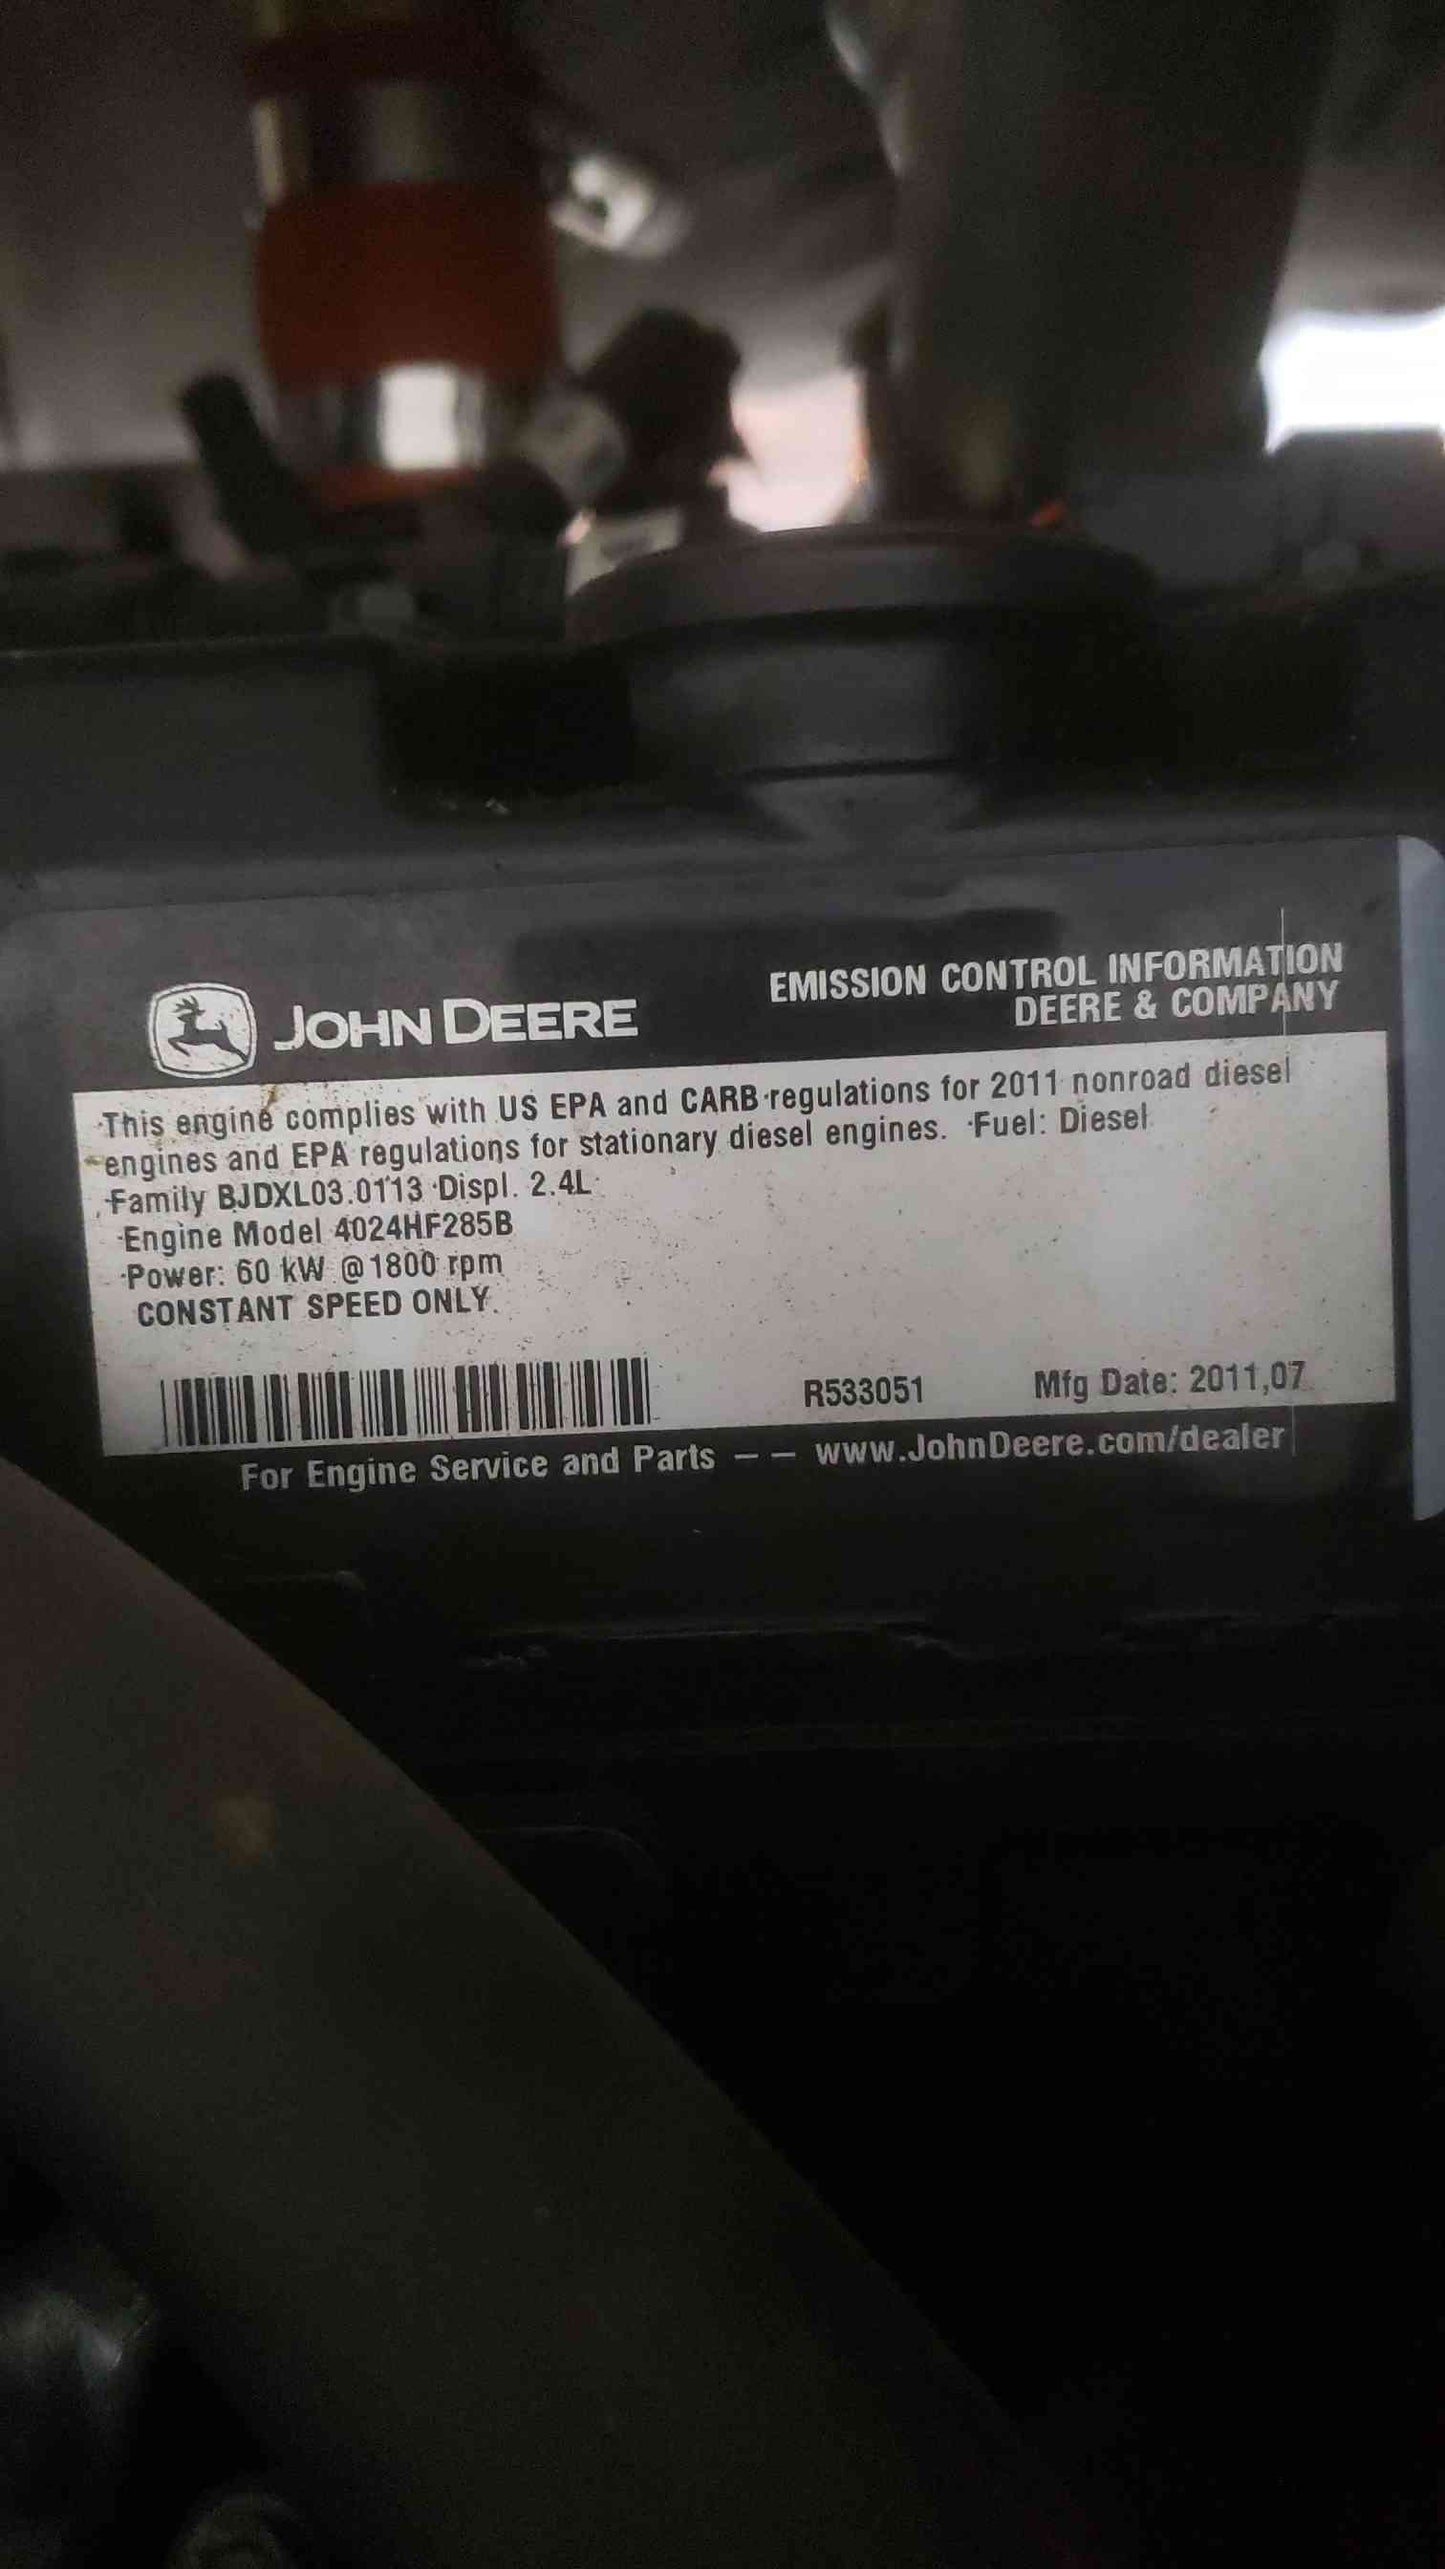 JOHN DEERE
EMISSION CONTROL INFORMATION
DEERE & COMPANY
·This engine complies with US EPA and CARB regulations for 2011 nonroad diesel
engines and EPA regulations for stationary diesel engines. ·Fuel: Diesel
·Family BJDXL03.0113 ·Displ. 2.4L
·Engine Model 4024HF285B
·Power: 60 kW @1800 rpm
CONSTANT SPEED ONLY.
R533051 Mfg Date: 2011,07
For Engine Service and Parts -- www.JohnDeere.com/dealer